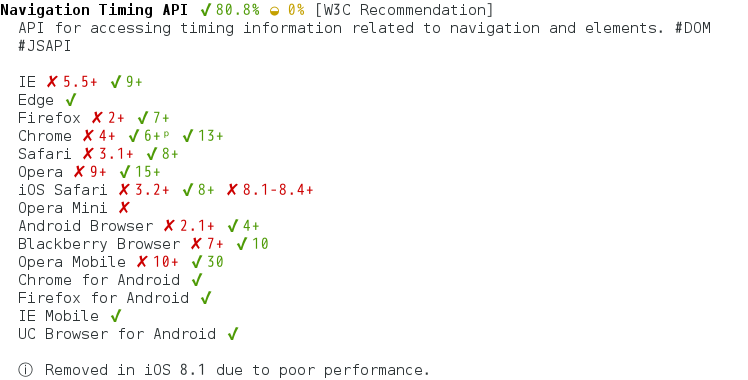 Navigation Timing API ✔80.8% ◒ 0% [W3C Recommendation]
API for accessing timing information related to navigation and elements. #DOM
#JSAPI
IE ✘5.5+ ✔9+
Edge ✔
Firefox ✘2+ ✔7+
Chrome ✘4+ ✔6+ᵖ ✔13+
Safari ✘3.1+ ✔8+
Opera ✘9+ ✔15+
iOS Safari ✘3.2+ ✔8+ ✘8.1-8.4+
Opera Mini ✘
Android Browser ✘2.1+ ✔4+
Blackberry Browser ✘7+ ✔10
Opera Mobile ✘10+ ✔30
Chrome for Android ✔
Firefox for Android ✔
IE Mobile ✔
UC Browser for Android ✔
ⓘ Removed in iOS 8.1 due to poor performance.